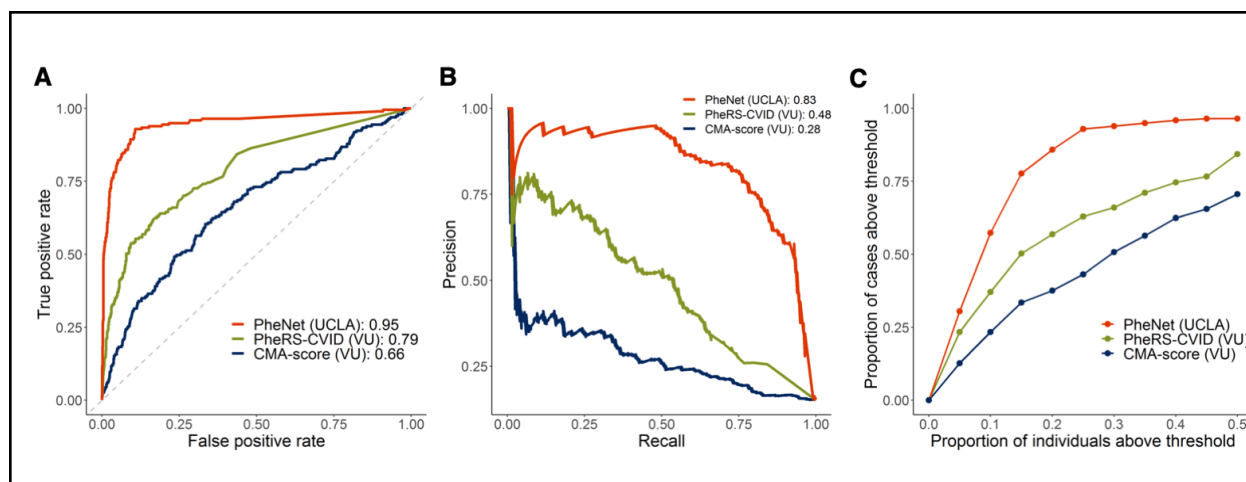 A
True positive rate
1.00
0.75
0.50
0.25
0.00
PheNet (UCLA): 0.95
PheRS-CVID (VU): 0.79
CMA-score (VU): 0.66
0.00 0.25 0.50 0.75 1.00
False positive rate
B
Precision
1.00
0.75
0.50
0.25
PheNet (UCLA): 0.83
PheRS-CVID (VU): 0.48
CMA-score (VU): 0.28
0.00 0.25 0.50 0.75 1.00
Recall
C
Proportion of cases above threshold
1.00
0.75
0.50
0.25
0.00
PheNet (UCLA)
PheRS-CVID (VU)
CMA-score (VU)
0.0 0.1 0.2 0.3 0.4 0.5
Proportion of individuals above threshold